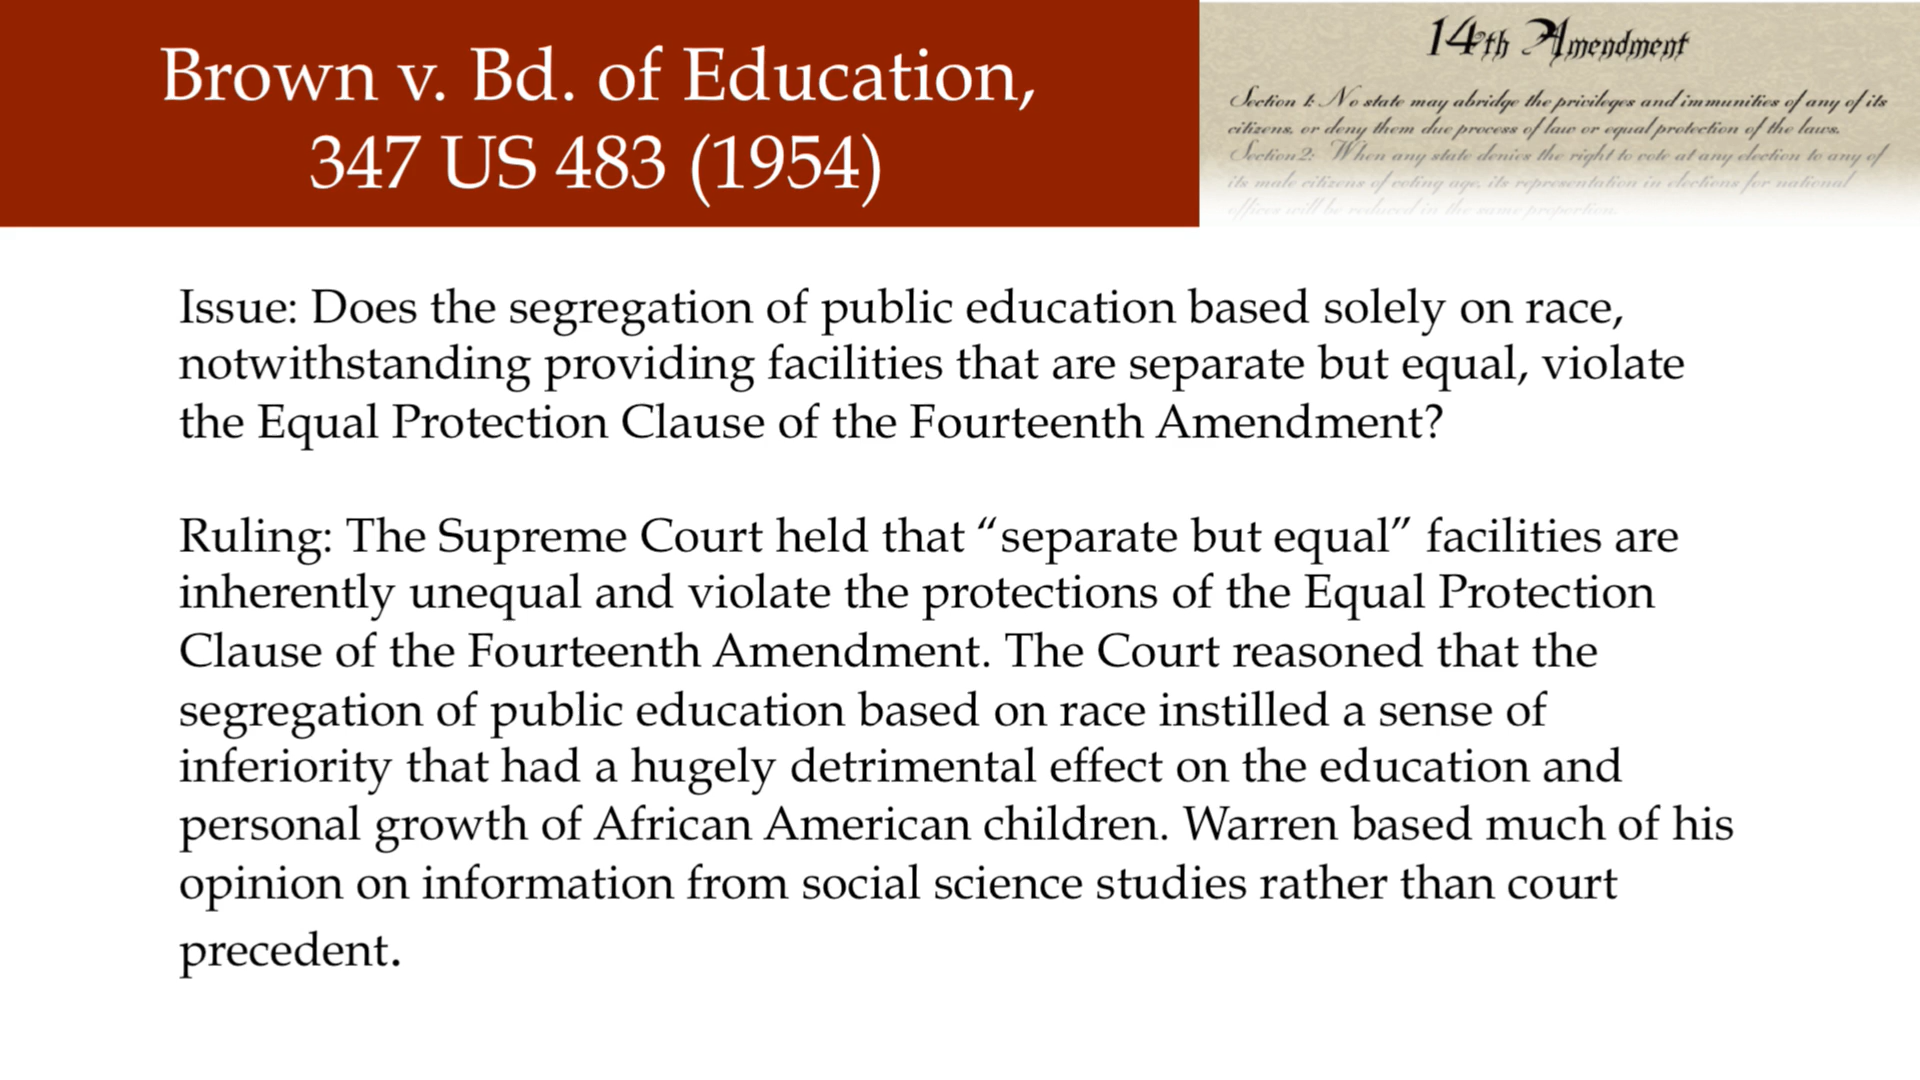 Brown v. Bd. of Education,
347 US 483 (1954)
14th Amendment
Section 1: No state may abridge the privileges and immunities of any of its
citizens, or deny them due process of law or equal protection of the laws.
Section 2: When any state denies the right to vote at any election to any of
its male citizens of voting age, its representation in elections for national
offices will be reduced in the same proportion.
Issue: Does the segregation of public education based solely on race,
notwithstanding providing facilities that are separate but equal, violate
the Equal Protection Clause of the Fourteenth Amendment?
Ruling: The Supreme Court held that “separate but equal” facilities are
inherently unequal and violate the protections of the Equal Protection
Clause of the Fourteenth Amendment. The Court reasoned that the
segregation of public education based on race instilled a sense of
inferiority that had a hugely detrimental effect on the education and
personal growth of African American children. Warren based much of his
opinion on information from social science studies rather than court
precedent.